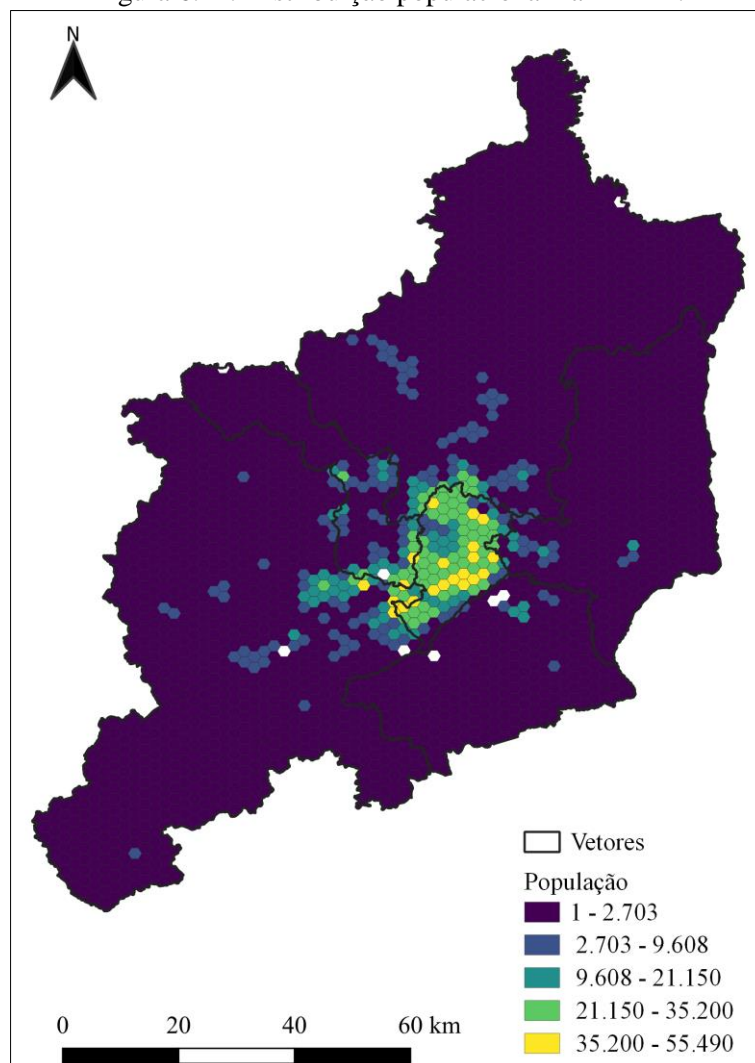 N
Vetores
População
1 - 2.703
2.703 - 9.608
9.608 - 21.150
21.150 - 35.200
35.200 - 55.490
0 20 40 60 km